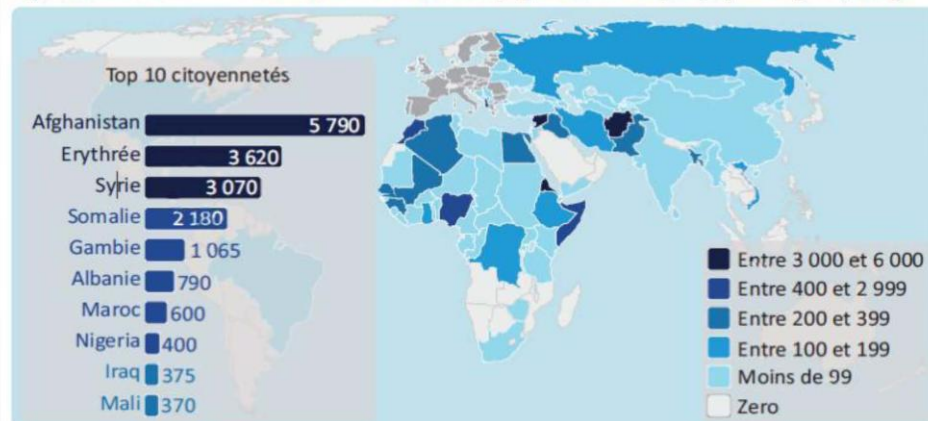 Top 10 citoyennetés
Afghanistan 5 790
Erythrée 3 620
Syrie 3 070
Somalie 2 180
Gambie 1 065
Albanie 790
Maroc 600
Nigeria 400
Iraq 375
Mali 370
Entre 3 000 et 6 000
Entre 400 et 2 999
Entre 200 et 399
Entre 100 et 199
Moins de 99
Zero